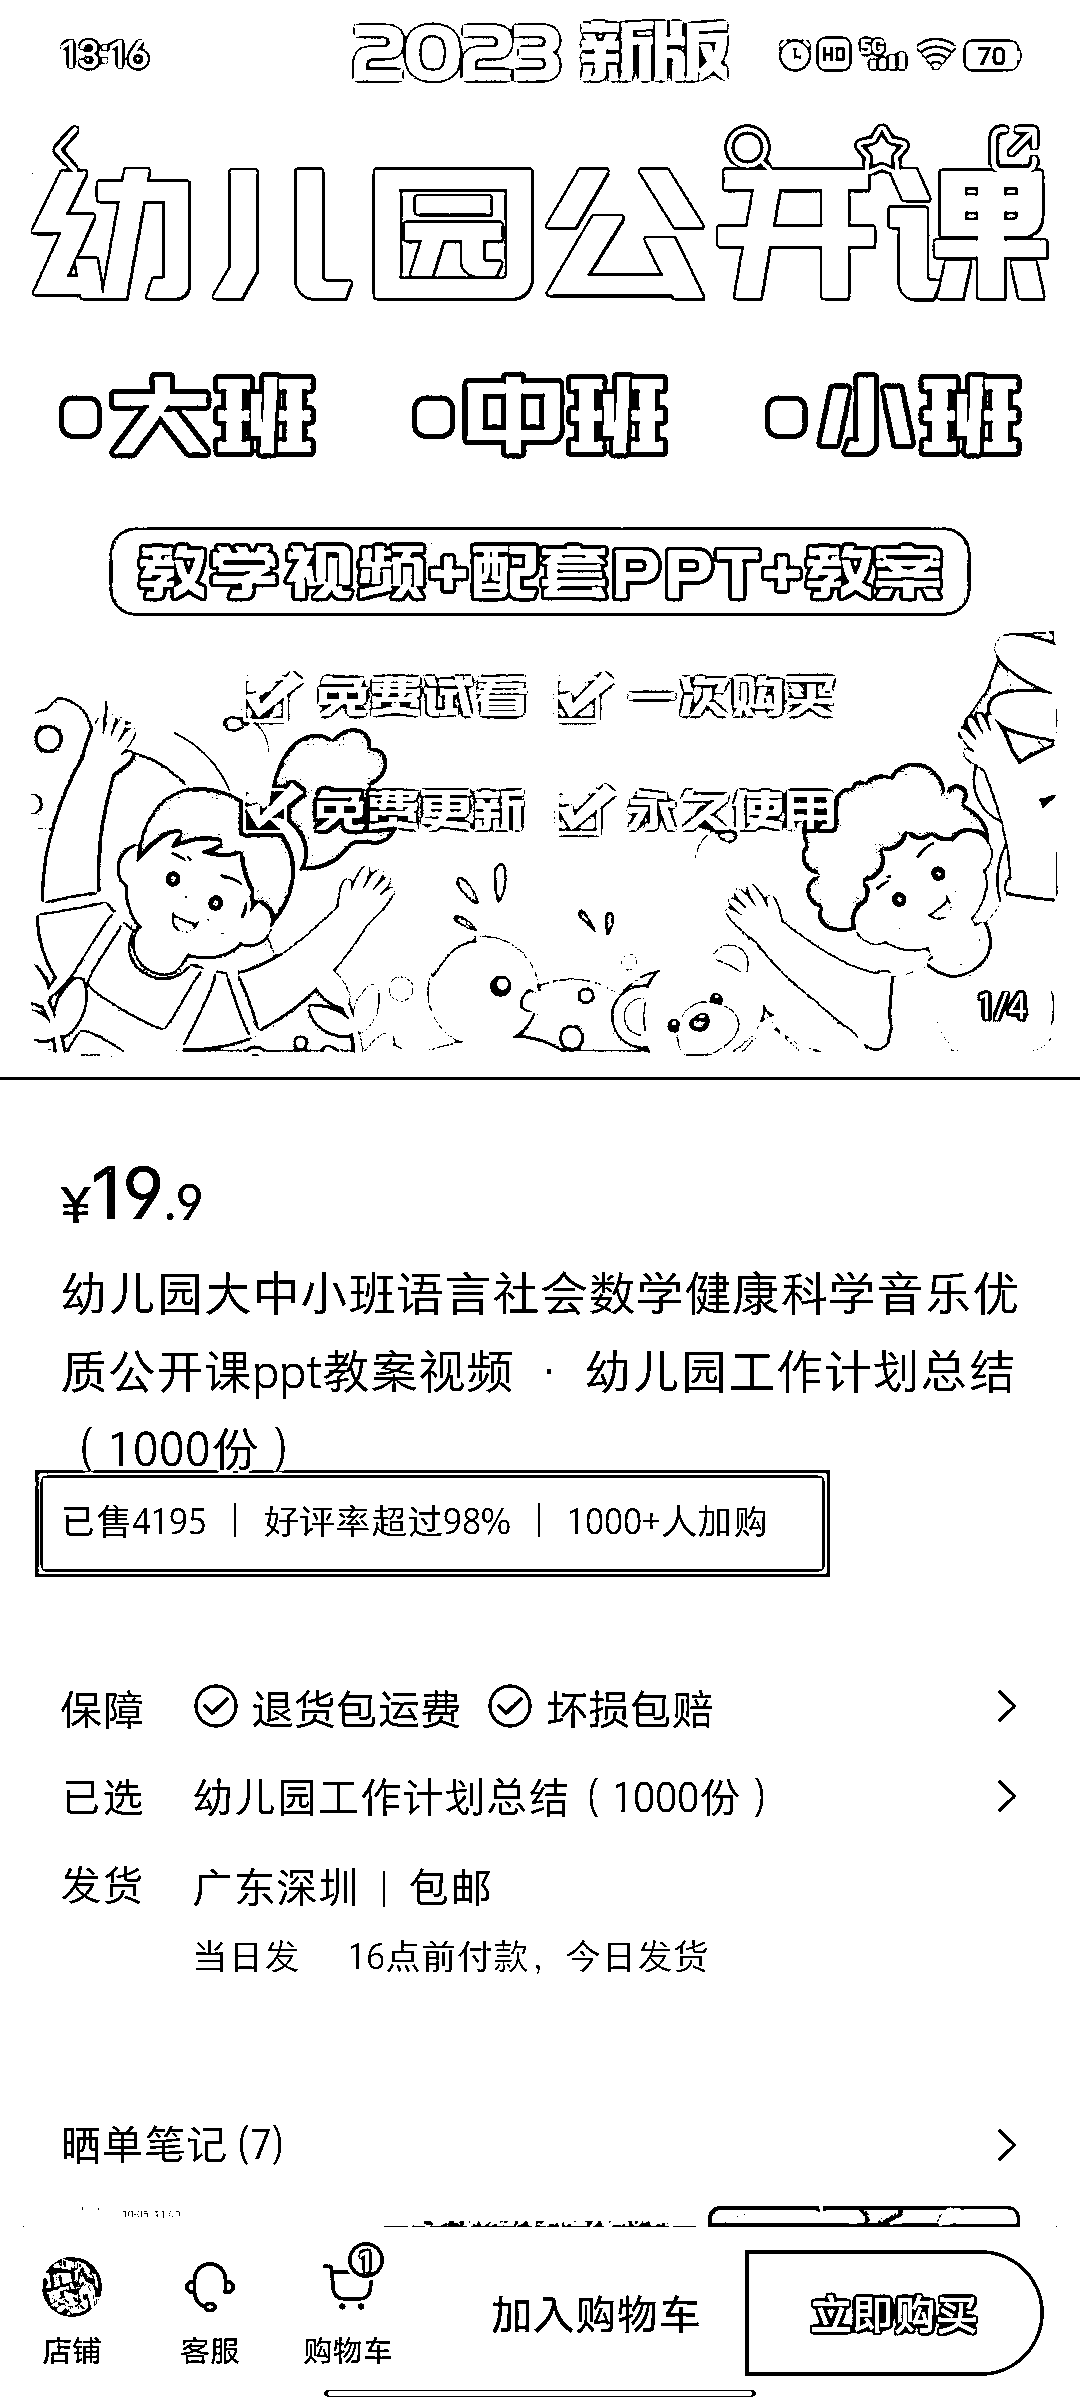 13:16
2023 新版
HD 5G 70
幼儿园公开课
大班 中班 小班
教学视频+配套PPT+教案
免费试看 一次购买
免费更新 永久使用
1/4
¥19.9
幼儿园大中小班语言社会数学健康科学音乐优
质公开课ppt教案视频 · 幼儿园工作计划总结
（1000份）
已售4195 | 好评率超过98% | 1000+人加购
保障 退货包运费 坏损包赔
已选 幼儿园工作计划总结（1000份）
发货 广东深圳 | 包邮
当日发 16点前付款，今日发货
晒单笔记 (7)
1
加入购物车 立即购买
店铺 客服 购物车